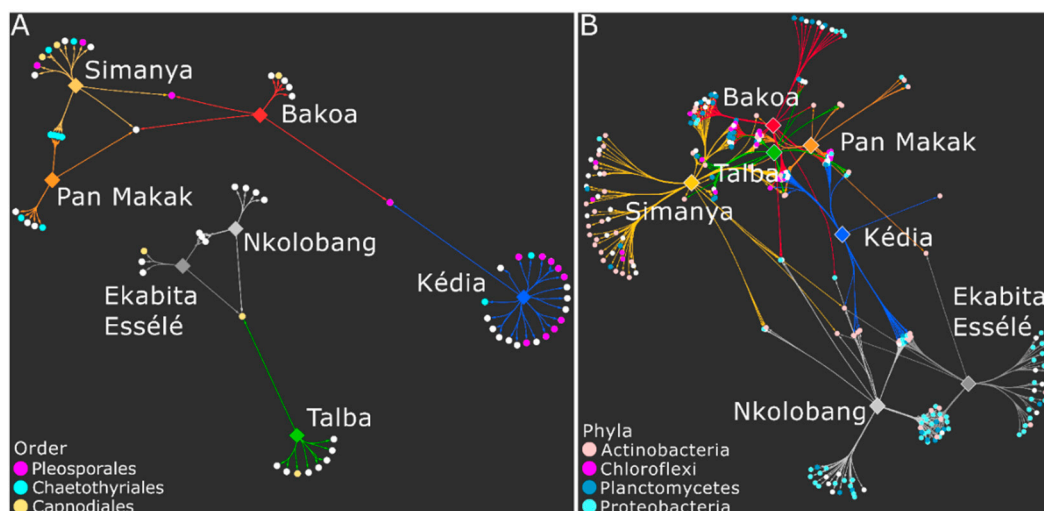 A
Simanya
Bakoa
Pan Makak
Nkolobang
Ekabita
Essélé
Kédia
Talba
Order
Pleosporales
Chaetothyriales
Capnodiales
B
Bakoa
Pan Makak
Talba
Simanya
Kédia
Ekabita
Essélé
Nkolobang
Phyla
Actinobacteria
Chloroflexi
Planctomycetes
Proteobacteria